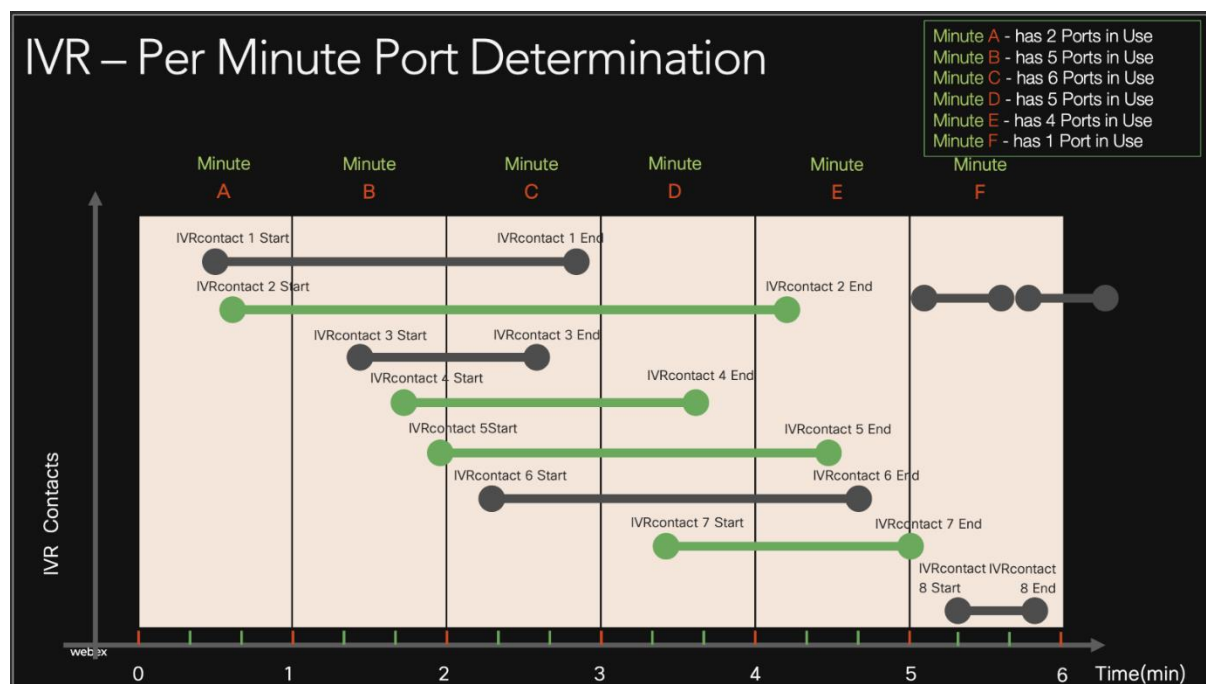 IVR – Per Minute Port Determination
Minute A - has 2 Ports in Use
Minute B - has 5 Ports in Use
Minute C - has 6 Ports in Use
Minute D - has 5 Ports in Use
Minute E - has 4 Ports in Use
Minute F - has 1 Port in Use
Minute Minute Minute Minute Minute Minute
A B C D E F
IVRcontact 1 Start IVRcontact 1 End
IVRcontact 2 Start IVRcontact 2 End
IVRcontact 3 Start IVRcontact 3 End
IVRcontact 4 Start IVRcontact 4 End
IVRcontact 5Start IVRcontact 5 End
IVRcontact 6 Start IVRcontact 6 End
IVRcontact 7 Start IVRcontact 7 End
IVRcontact IVRcontact
8 Start 8 End
IVR Contacts
webex
0 1 2 3 4 5 6 Time(min)